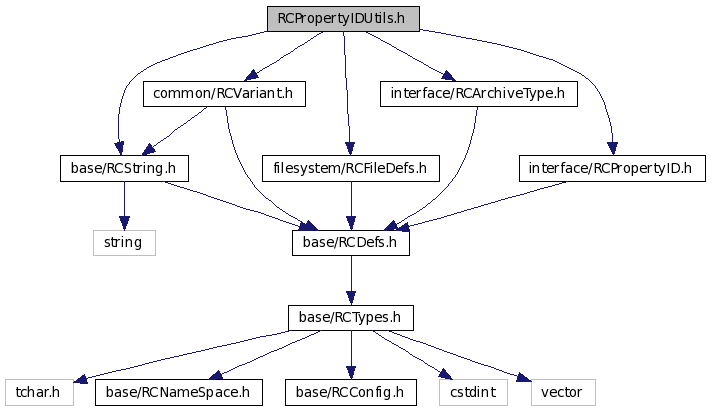 RCPropertyIDUtils.h
common/RCVariant.h
interface/RCArchiveType.h
base/RCString.h
filesystem/RCFileDefs.h
interface/RCPropertyID.h
string
base/RCDefs.h
base/RCTypes.h
tchar.h
base/RCNameSpace.h
base/RCConfig.h
cstdint
vector